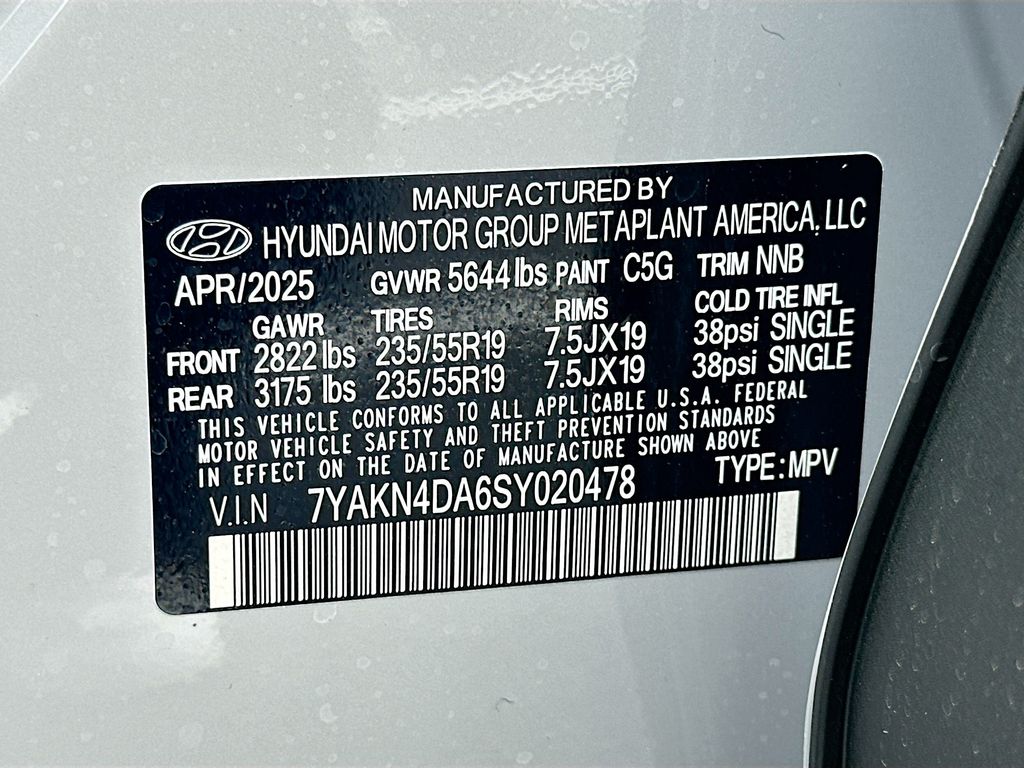 MANUFACTURED BY
HYUNDAI MOTOR GROUP METAPLANT AMERICA, LLC
APR/2025 GVWR 5644 lbs PAINT C5G TRIM NNB
GAWR TIRES RIMS COLD TIRE INFL
FRONT 2822 lbs 235/55R19 7.5JX19 38psi SINGLE
REAR 3175 lbs 235/55R19 7.5JX19 38psi SINGLE
THIS VEHICLE CONFORMS TO ALL APPLICABLE U.S.A. FEDERAL
MOTOR VEHICLE SAFETY AND THEFT PREVENTION STANDARDS
IN EFFECT ON THE DATE OF MANUFACTURE SHOWN ABOVE
V.I.N 7YAKN4DA6SY020478 TYPE:MPV